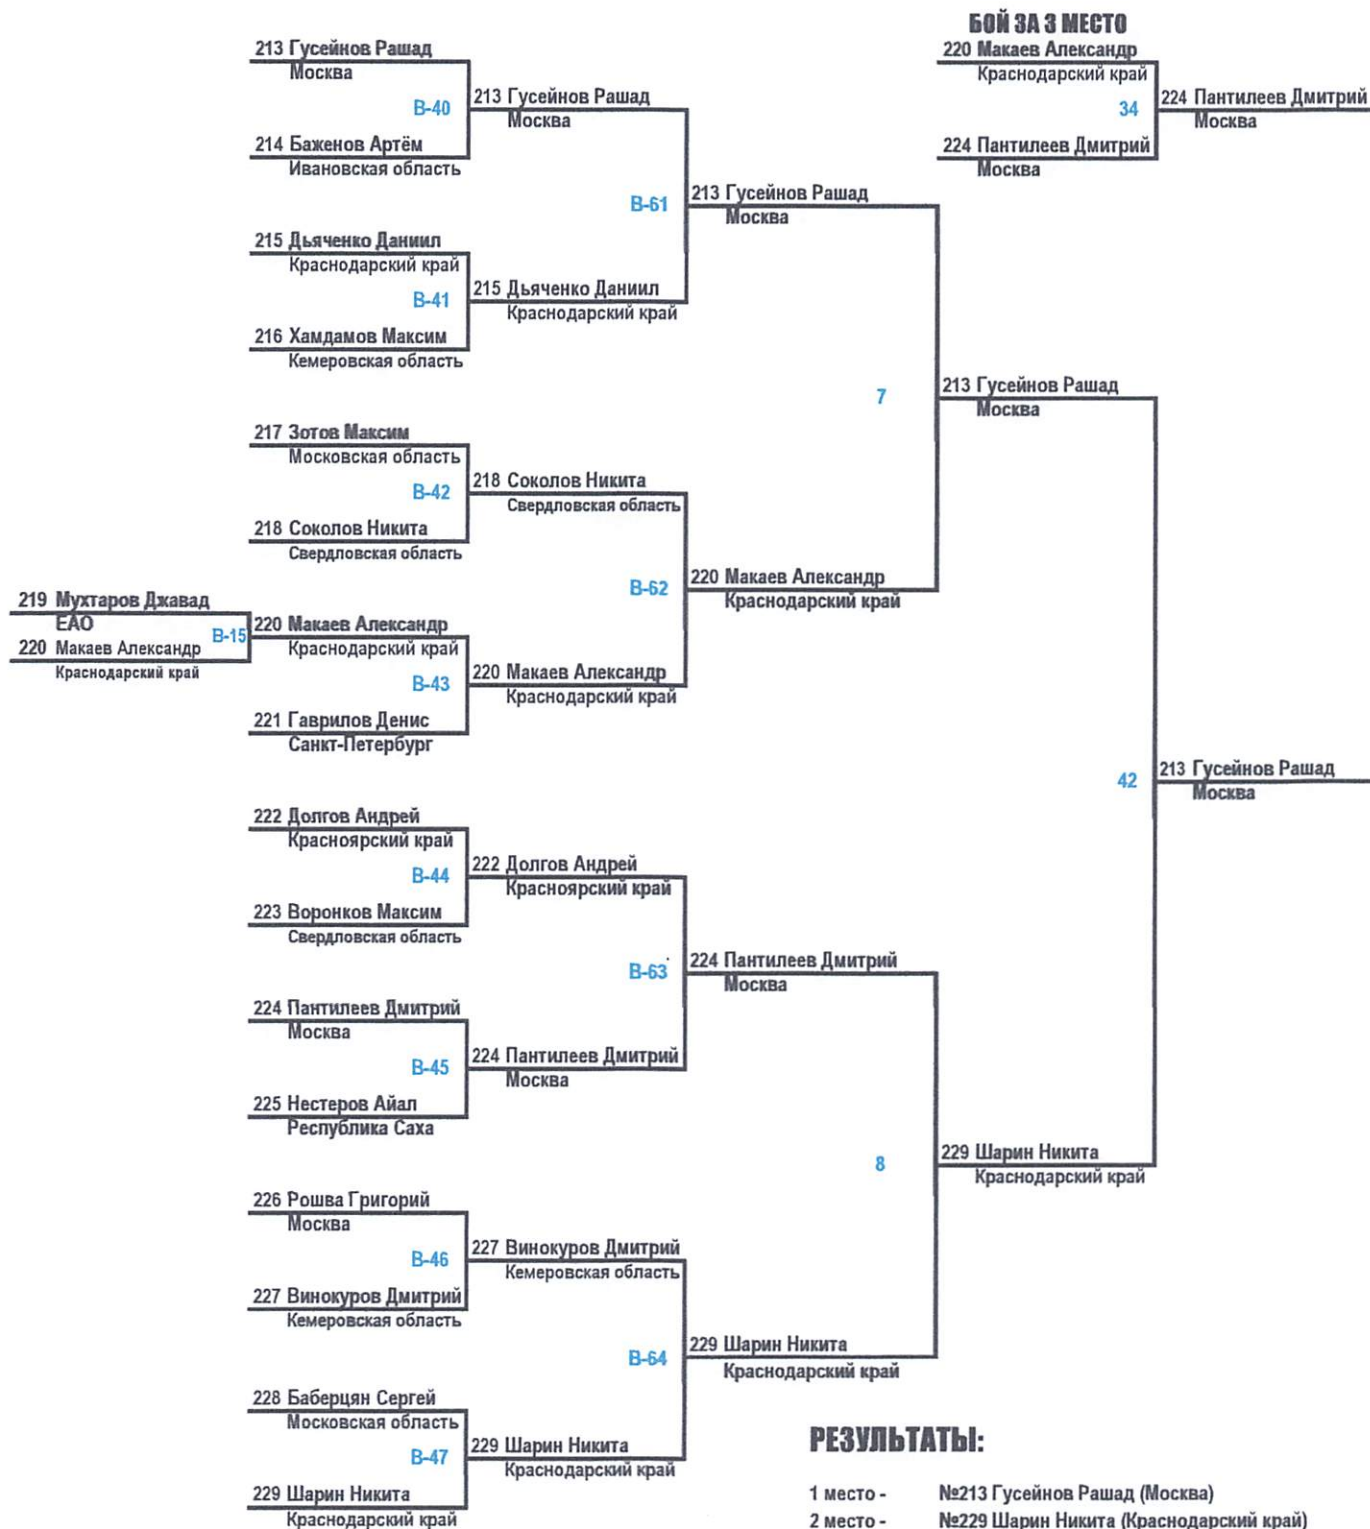 БОЙ ЗА 3 МЕСТО
220 Макаев Александр
Краснодарский край
34
224 Пантилеев Дмитрий
Москва
224 Пантилеев Дмитрий
Москва
213 Гусейнов Рашад
Москва
B-40
214 Баженов Артём
Ивановская область
213 Гусейнов Рашад
Москва
215 Дьяченко Даниил
Краснодарский край
B-41
216 Хамдамов Максим
Кемеровская область
215 Дьяченко Даниил
Краснодарский край
B-61
213 Гусейнов Рашад
Москва
217 Зотов Максим
Московская область
B-42
218 Соколов Никита
Свердловская область
218 Соколов Никита
Свердловская область
219 Мухтаров Джавад
ЕАО
B-15
220 Макаев Александр
Краснодарский край
220 Макаев Александр
Краснодарский край
B-43
221 Гаврилов Денис
Санкт-Петербург
220 Макаев Александр
Краснодарский край
B-62
220 Макаев Александр
Краснодарский край
7
213 Гусейнов Рашад
Москва
222 Долгов Андрей
Красноярский край
B-44
223 Воронков Максим
Свердловская область
222 Долгов Андрей
Красноярский край
224 Пантилеев Дмитрий
Москва
B-45
225 Нестеров Айал
Республика Саха
224 Пантилеев Дмитрий
Москва
B-63
224 Пантилеев Дмитрий
Москва
226 Рошва Григорий
Москва
B-46
227 Винокуров Дмитрий
Кемеровская область
227 Винокуров Дмитрий
Кемеровская область
228 Баберцян Сергей
Московская область
B-47
229 Шарин Никита
Краснодарский край
229 Шарин Никита
Краснодарский край
B-64
229 Шарин Никита
Краснодарский край
8
229 Шарин Никита
Краснодарский край
42
213 Гусейнов Рашад
Москва
РЕЗУЛЬТАТЫ:
1 место - №213 Гусейнов Рашад (Москва)
2 место - №229 Шарин Никита (Краснодарский край)